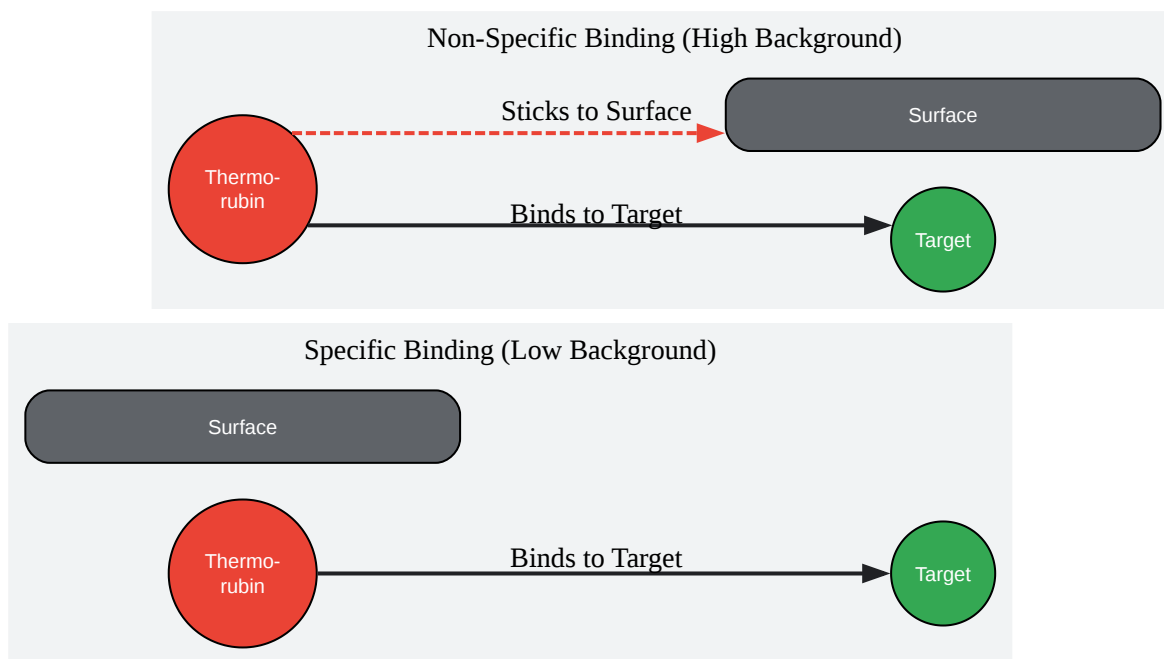 Non-Specific Binding (High Background)
Sticks to Surface
Surface
Thermo-
rubin
Binds to Target
Target
Specific Binding (Low Background)
Surface
Thermo-
rubin
Binds to Target
Target